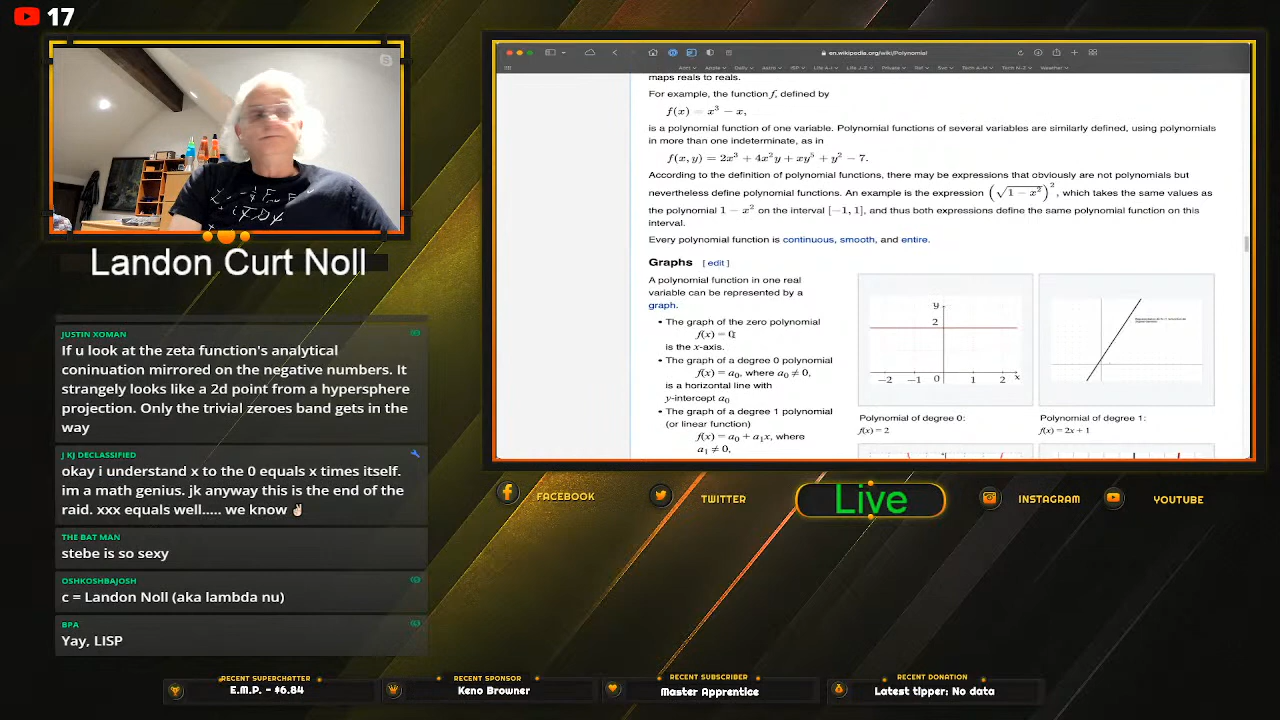 17
Landon Curt Noll
JUSTIN XOMAN
If u look at the zeta function's analytical
coninuation mirrored on the negative numbers. It
strangely looks like a 2d point from a hypersphere
projection. Only the trivial zeroes band gets in the
way
J KJ DECLASSIFIED
okay i understand x to the 0 equals x times itself.
im a math genius. jk anyway this is the end of the
raid. xxx equals well..... we know ✌🏻
THE BAT MAN
stebe is so sexy
OSHKOSHBAJOSH
c = Landon Noll (aka lambda nu)
BPA
Yay, LISP
en.wikipedia.org/wiki/Polynomial
maps reals to reals.
For example, the function f, defined by
f(x) = x³ − x,
is a polynomial function of one variable. Polynomial functions of several variables are similarly defined, using polynomials
in more than one indeterminate, as in
f(x, y) = 2x³ + 4x²y + xy⁵ + y² − 7.
According to the definition of polynomial functions, there may be expressions that obviously are not polynomials but
nevertheless define polynomial functions. An example is the expression (√1 − x²)², which takes the same values as
the polynomial 1 − x² on the interval [−1, 1], and thus both expressions define the same polynomial function on this
interval.
Every polynomial function is continuous, smooth, and entire.
Graphs [ edit ]
A polynomial function in one real
variable can be represented by a
graph.
• The graph of the zero polynomial
f(x) = 0
is the x-axis.
• The graph of a degree 0 polynomial
f(x) = a₀, where a₀ ≠ 0,
is a horizontal line with
y-intercept a₀
• The graph of a degree 1 polynomial
(or linear function)
f(x) = a₀ + a₁x, where
a₁ ≠ 0,
y
2
−2 −1 0 1 2 x
Polynomial of degree 0:
f(x) = 2
Polynomial of degree 1:
f(x) = 2x + 1
FACEBOOK
TWITTER
Live
INSTAGRAM
YOUTUBE
RECENT SUPERCHATTER
E.M.P. - $6.84
RECENT SPONSOR
Keno Browner
RECENT SUBSCRIBER
Master Apprentice
RECENT DONATION
Latest tipper: No data